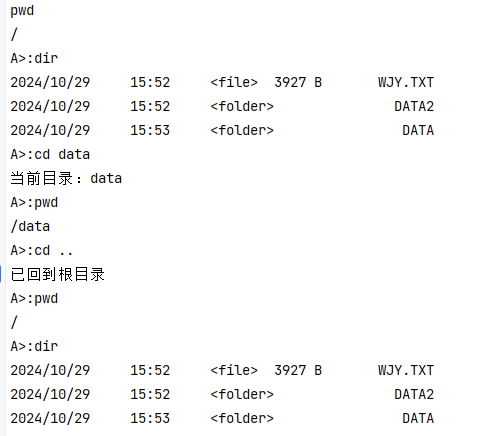 pwd
/
A>:dir
2024/10/29     15:52     <file>  3927 B       WJY.TXT
2024/10/29     15:52     <folder>               DATA2
2024/10/29     15:53     <folder>                DATA
A>:cd data
当前目录：data
A>:pwd
/data
A>:cd ..
已回到根目录
A>:pwd
/
A>:dir
2024/10/29     15:52     <file>  3927 B       WJY.TXT
2024/10/29     15:52     <folder>               DATA2
2024/10/29     15:53     <folder>                DATA